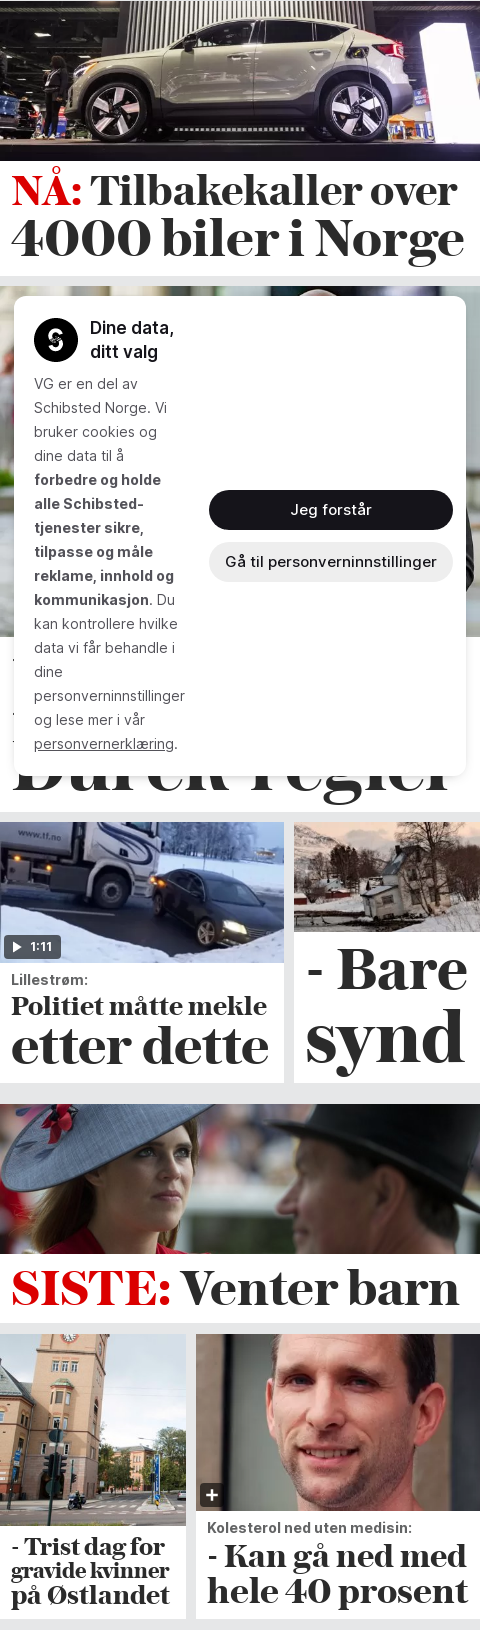 NÅ: Tilbakekaller over
4000 biler i Norge
Dine data,
ditt valg
VG er en del av
Schibsted Norge. Vi
bruker cookies og
dine data til å
forbedre og holde
alle Schibsted-
tjenester sikre,
tilpasse og måle
reklame, innhold og
kommunikasjon. Du
kan kontrollere hvilke
data vi får behandle i
dine
personverninnstillinger
og lese mer i vår
personvernerklæring.
Jeg forstår
Gå til personverninnstillinger
www.tf.no
1:11
Lillestrøm:
Politiet måtte mekle
etter dette
- Bare
synd
SISTE: Venter barn
- Trist dag for
gravide kvinner
på Østlandet
Kolesterol ned uten medisin:
- Kan gå ned med
hele 40 prosent